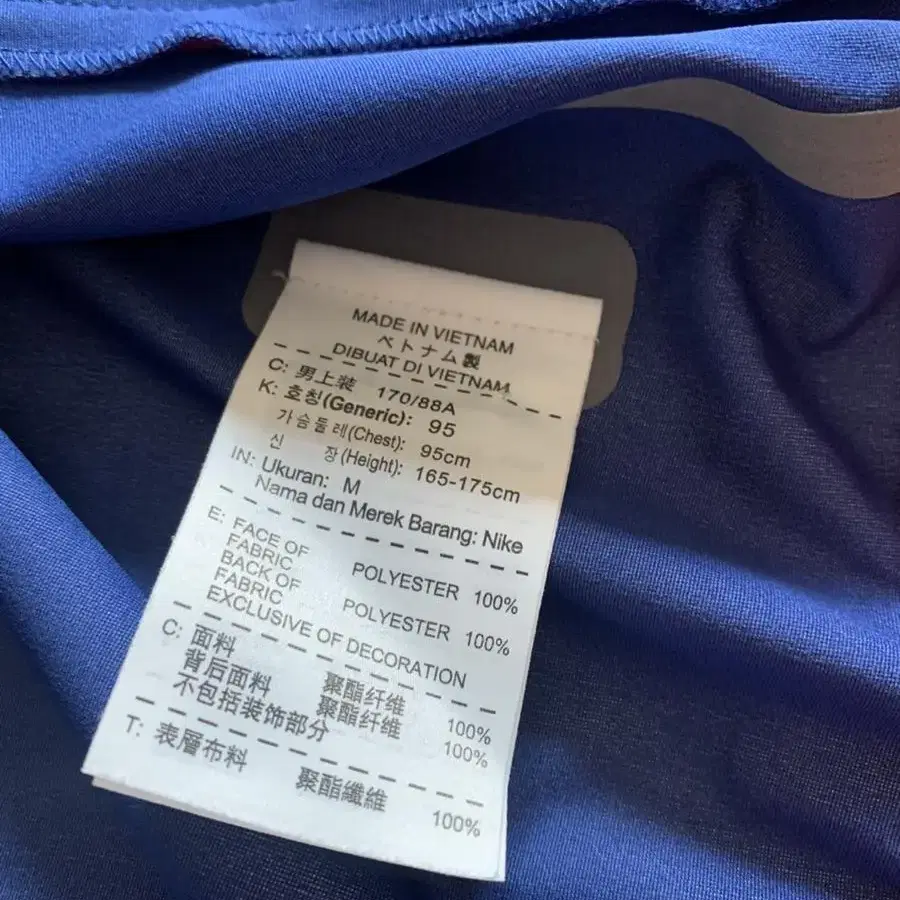 MADE IN VIETNAM
ベトナム製
DIBUAT DI VIETNAM
C: 男上装 170/88A
K: 호칭(Generic): 95
가슴둘레(Chest): 95cm
신 장(Height): 165-175cm
IN: Ukuran: M
Nama dan Merek Barang: Nike
E: FACE OF
FABRIC POLYESTER 100%
BACK OF
FABRIC POLYESTER 100%
EXCLUSIVE OF DECORATION
C: 面料 聚酯纤维 100%
背后面料 聚酯纤维 100%
不包括装饰部分
T: 表層布料 聚酯纖維 100%